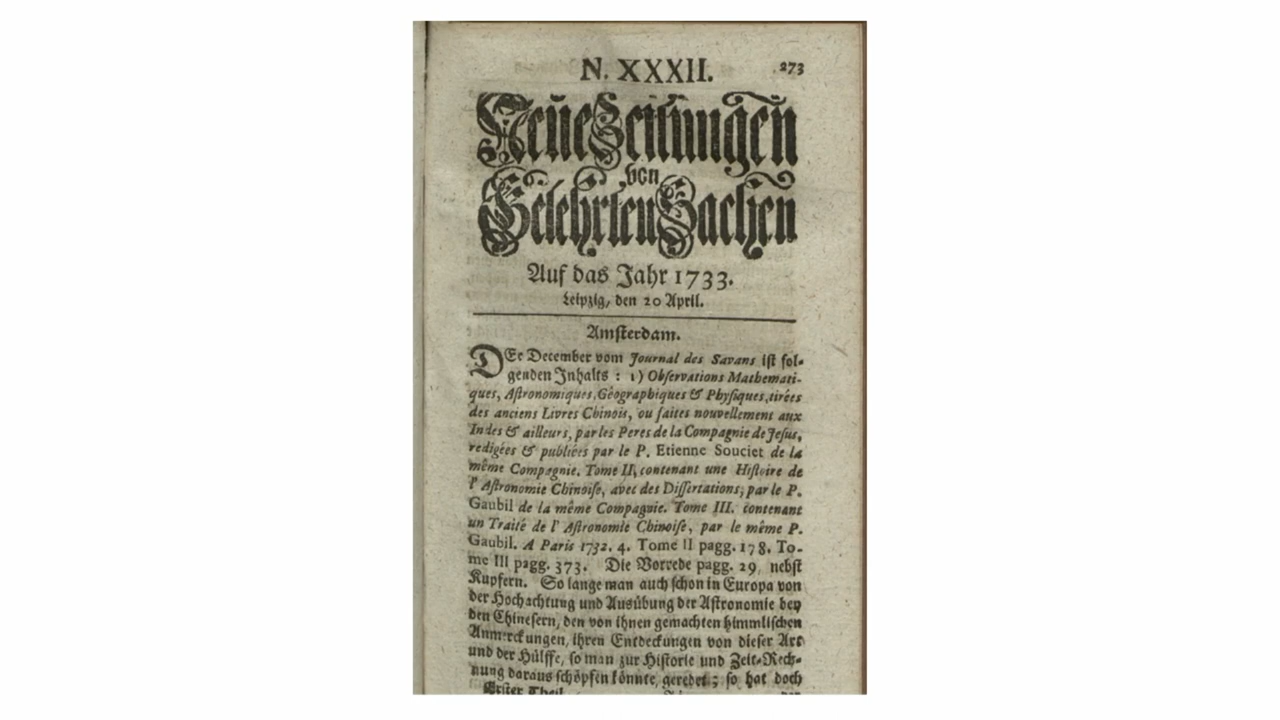 N. XXXII.
273
Neue Zeitungen
von
Gelehrten Sachen
Auf das Jahr 1733.
Leipzig, den 20 April.
Amsterdam.
DEr December vom Journal des Savans ist fol-
genden Inhalts : 1) Observations Mathemati-
ques, Astronomiques, Géographiques & Physiques, tirées
des anciens Livres Chinois, ou faites nouvellemens aux
Indes & ailleurs, par les Peres de la Compagnie de Jesus,
redigées & publiées par le P. Etienne Souciet de la
même Compagnie. Tome II, contenant une Histoire de
l' Astronomie Chinoise, avec des Dissertations, par le P.
Gaubil de la même Compagnie. Tome III. contenant
un Traité de l' Astronomie Chinoise, par le même P.
Gaubil. A Paris 1732. 4. Tome II pagg. 178. To-
me III pagg. 373. Die Vorrede pagg. 29, nebst
Kupfern. So lange man auch schon in Europa von
der Hochachtung und Ausübung der Astronomie bey
den Chinesern, den von ihnen gemachten himmlischen
Anmerckungen, ihren Entdeckungen von dieser Art
und der Hülffe, so man zur Historie und Zeit-Rech-
nung daraus schöpfen könnte, geredet ; so hat doch
Erster Theil.